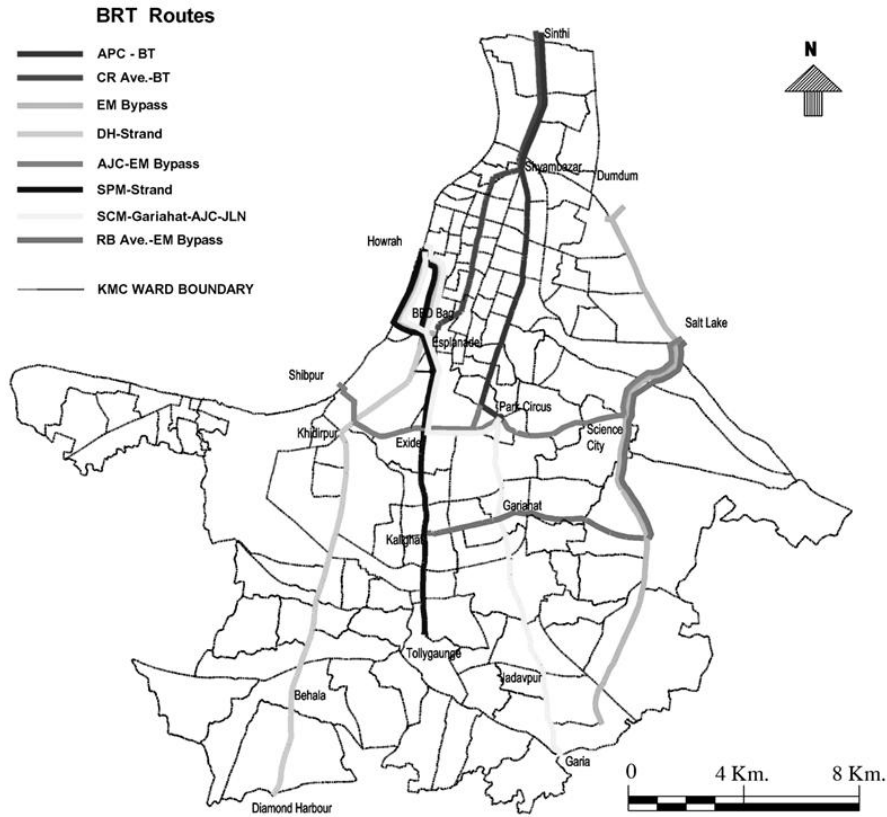 BRT Routes
APC - BT
CR Ave.-BT
EM Bypass
DH-Strand
AJC-EM Bypass
SPM-Strand
SCM-Gariahat-AJC-JLN
RB Ave.-EM Bypass
KMC WARD BOUNDARY
N
Sinthi
Shyambazar
Dumdum
Howrah
BBD Bag
Esplanade
Salt Lake
Shibpur
Park Circus
Khidirpur
Exide
Science
City
Gariahat
Kalighat
Tollygaunge
Jadavpur
Behala
Garia
Diamond Harbour
0 4 Km. 8 Km.